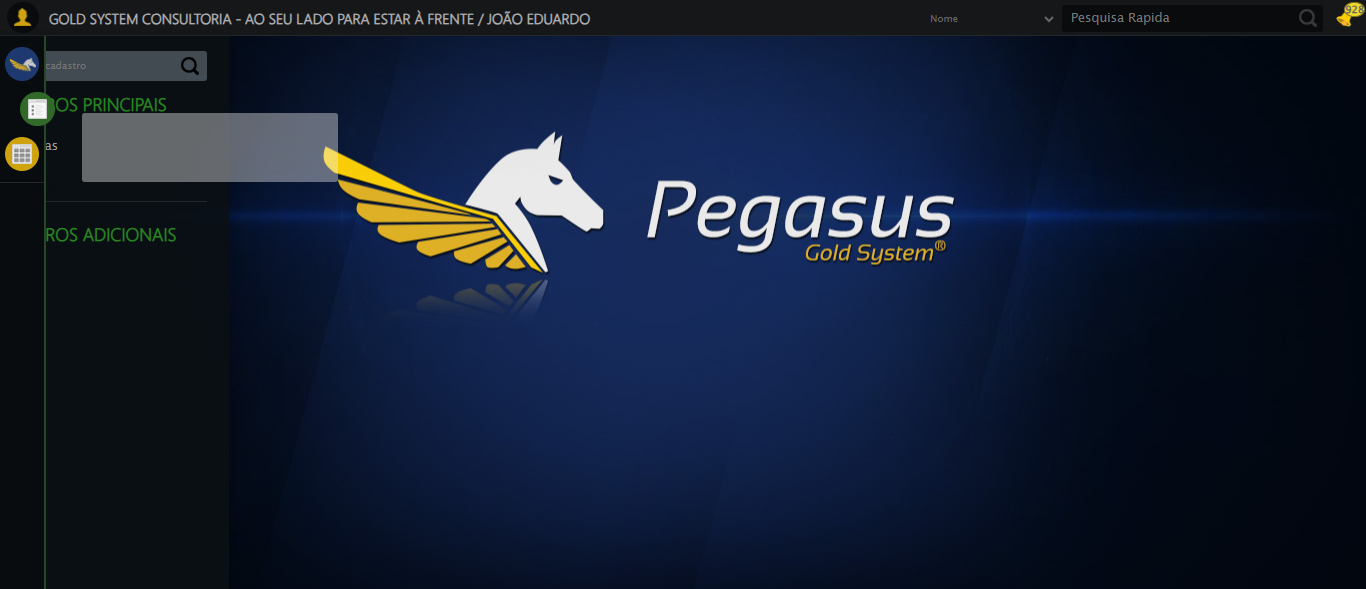 GOLD SYSTEM CONSULTORIA - AO SEU LADO PARA ESTAR À FRENTE / JOÃO EDUARDO
Nome
Pesquisa Rapida
928
cadastro
OS PRINCIPAIS
as
ROS ADICIONAIS
Pegasus
Gold System®